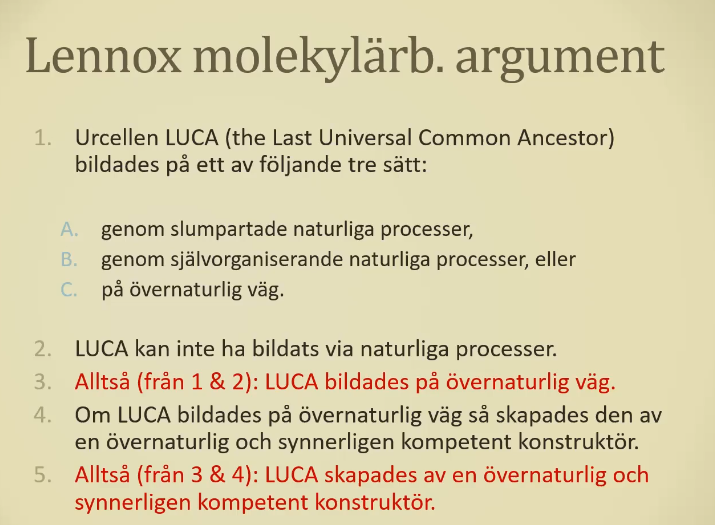 Lennox molekylärb. argument
1. Urcellen LUCA (the Last Universal Common Ancestor)
bildades på ett av följande tre sätt:
A. genom slumpartade naturliga processer,
B. genom självorganiserande naturliga processer, eller
C. på övernaturlig väg.
2. LUCA kan inte ha bildats via naturliga processer.
3. Alltså (från 1 & 2): LUCA bildades på övernaturlig väg.
4. Om LUCA bildades på övernaturlig väg så skapades den av
en övernaturlig och synnerligen kompetent konstruktör.
5. Alltså (från 3 & 4): LUCA skapades av en övernaturlig och
synnerligen kompetent konstruktör.